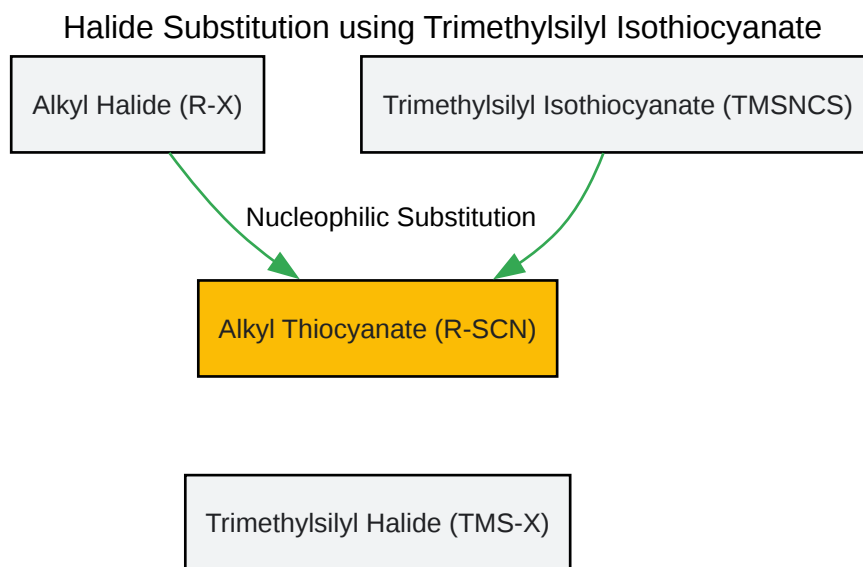 Halide Substitution using Trimethylsilyl Isothiocyanate
Alkyl Halide (R-X)
Trimethylsilyl Isothiocyanate (TMSNCS)
Nucleophilic Substitution
Alkyl Thiocyanate (R-SCN)
Trimethylsilyl Halide (TMS-X)